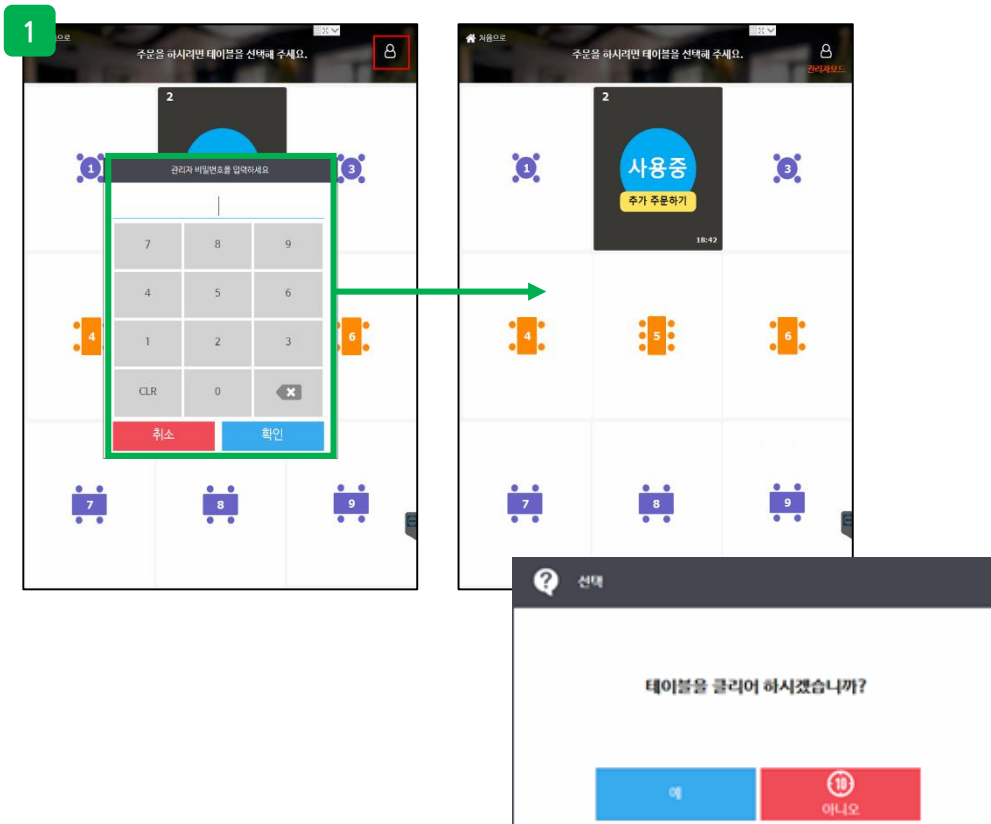 1
오로
주문을 하시려면 테이블을 선택해 주세요.
2
1
3
관리자 비밀번호를 입력하세요
7 8 9
4 5 6
1 2 3
CLR 0
취소 확인
4
6
7
8
9
처음으로
주문을 하시려면 테이블을 선택해 주세요.
관리자모드
2
사용중
추가 주문하기
18:42
1
3
4
5
6
7
8
9
선택
테이블을 클리어 하시겠습니까?
예
10
아니오